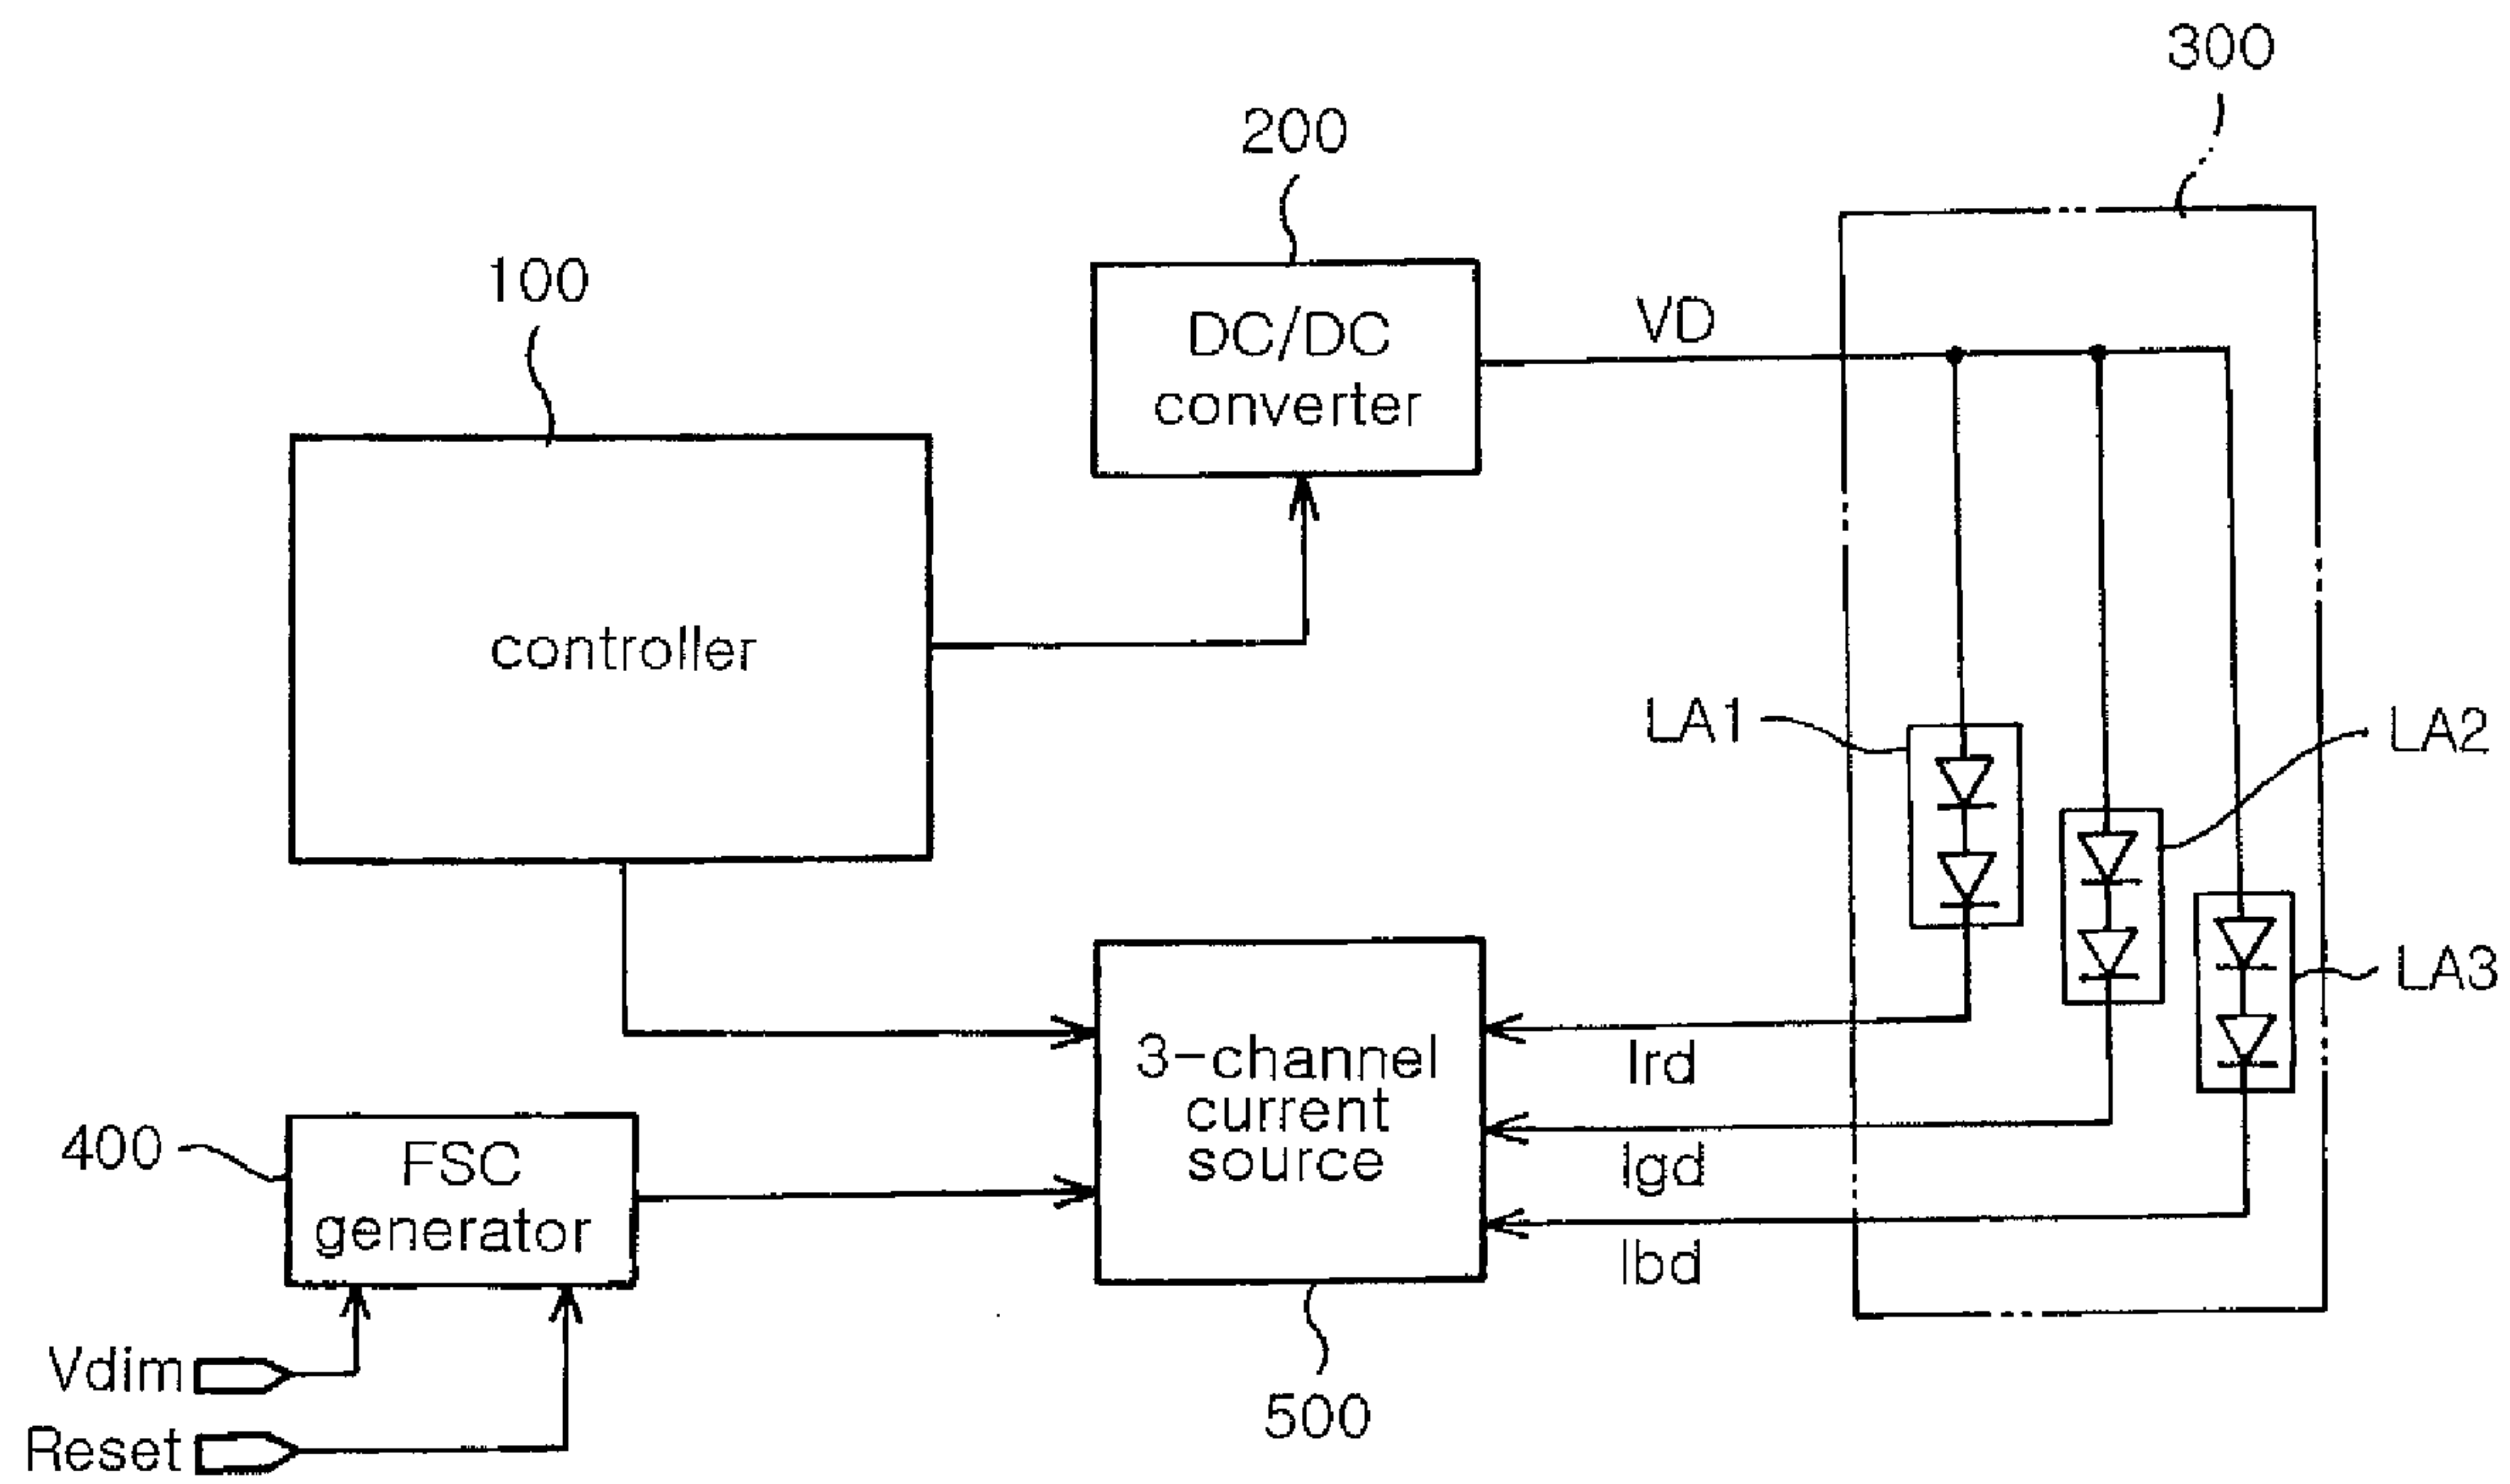 300
200
100
DC/DC
converter
VD
controller
LA1
LA2
LA3
3-channel
current
source
Ird
Igd
Ibd
400
FSC
generator
Vdim
Reset
500